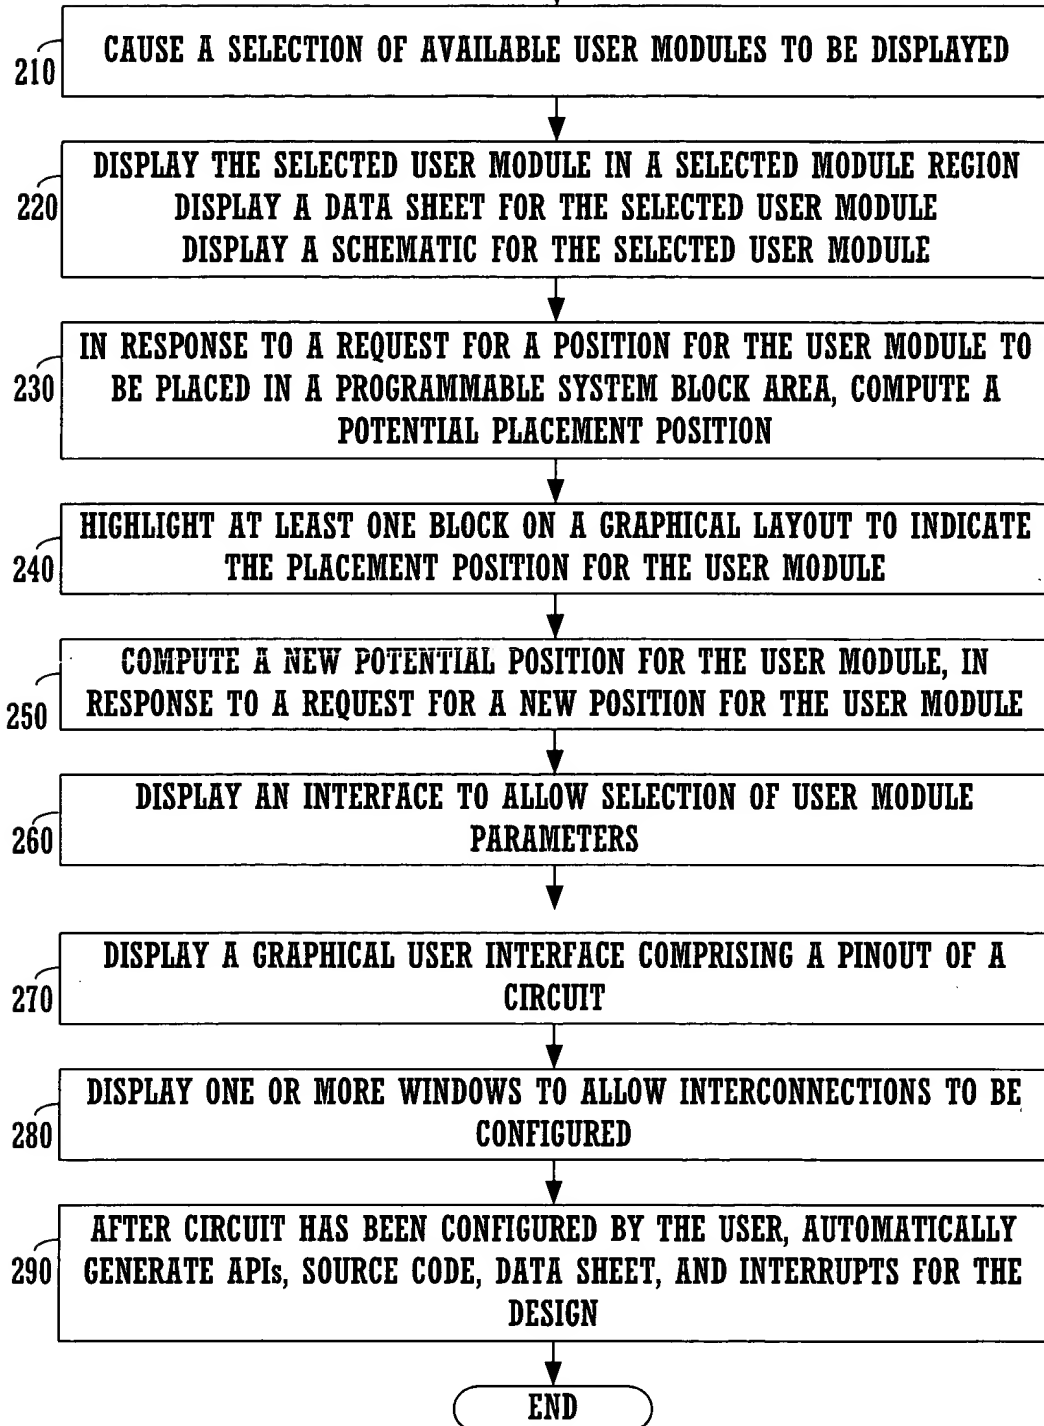 210
CAUSE A SELECTION OF AVAILABLE USER MODULES TO BE DISPLAYED
220
DISPLAY THE SELECTED USER MODULE IN A SELECTED MODULE REGION
DISPLAY A DATA SHEET FOR THE SELECTED USER MODULE
DISPLAY A SCHEMATIC FOR THE SELECTED USER MODULE
230
IN RESPONSE TO A REQUEST FOR A POSITION FOR THE USER MODULE TO
BE PLACED IN A PROGRAMMABLE SYSTEM BLOCK AREA, COMPUTE A
POTENTIAL PLACEMENT POSITION
240
HIGHLIGHT AT LEAST ONE BLOCK ON A GRAPHICAL LAYOUT TO INDICATE
THE PLACEMENT POSITION FOR THE USER MODULE
250
COMPUTE A NEW POTENTIAL POSITION FOR THE USER MODULE, IN
RESPONSE TO A REQUEST FOR A NEW POSITION FOR THE USER MODULE
260
DISPLAY AN INTERFACE TO ALLOW SELECTION OF USER MODULE
PARAMETERS
270
DISPLAY A GRAPHICAL USER INTERFACE COMPRISING A PINOUT OF A
CIRCUIT
280
DISPLAY ONE OR MORE WINDOWS TO ALLOW INTERCONNECTIONS TO BE
CONFIGURED
290
AFTER CIRCUIT HAS BEEN CONFIGURED BY THE USER, AUTOMATICALLY
GENERATE APIs, SOURCE CODE, DATA SHEET, AND INTERRUPTS FOR THE
DESIGN
END